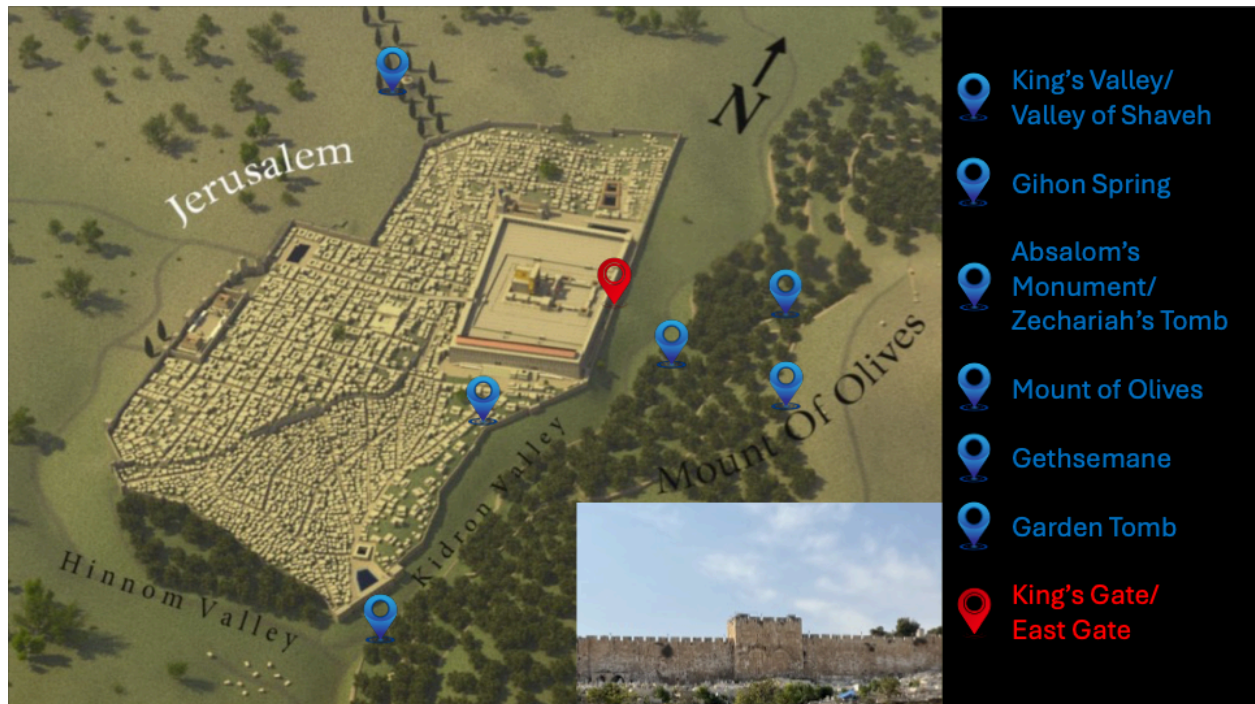 N
Jerusalem
Mount Of Olives
Kidron Valley
Hinnom Valley
King's Valley/
Valley of Shaveh
Gihon Spring
Absalom's
Monument/
Zechariah's Tomb
Mount of Olives
Gethsemane
Garden Tomb
King's Gate/
East Gate